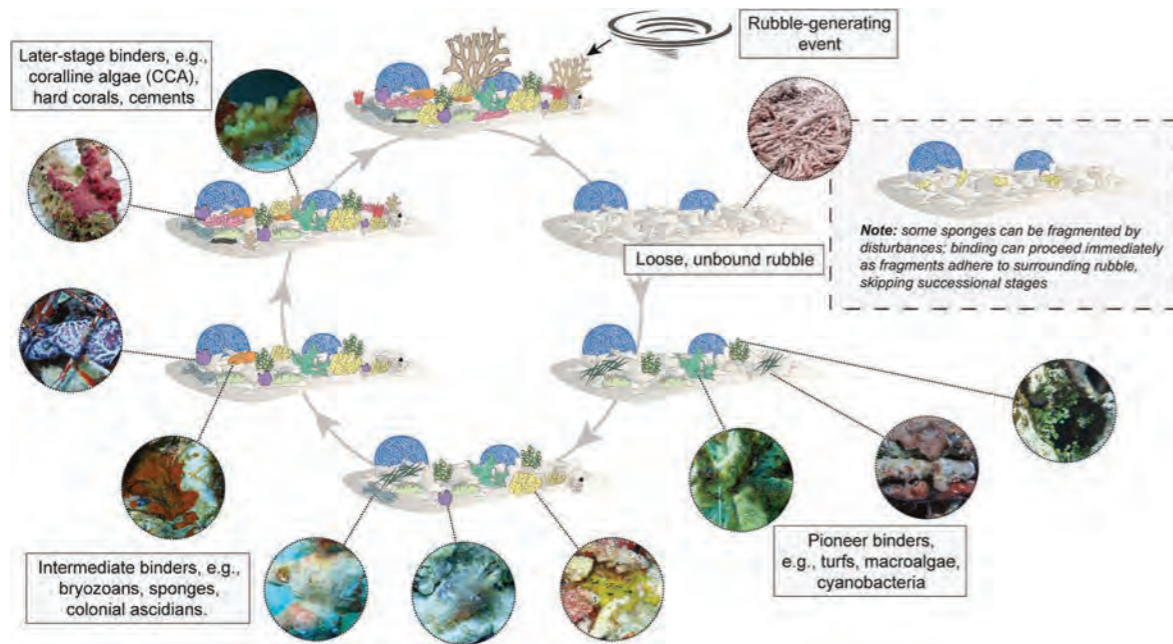 Rubble-generating
event
Later-stage binders, e.g.,
coralline algae (CCA),
hard corals, cements
Loose, unbound rubble
Note: some sponges can be fragmented by
disturbances; binding can proceed immediately
as fragments adhere to surrounding rubble,
skipping successional stages
Pioneer binders,
e.g., turfs, macroalgae,
cyanobacteria
Intermediate binders, e.g.,
bryozoans, sponges,
colonial ascidians.